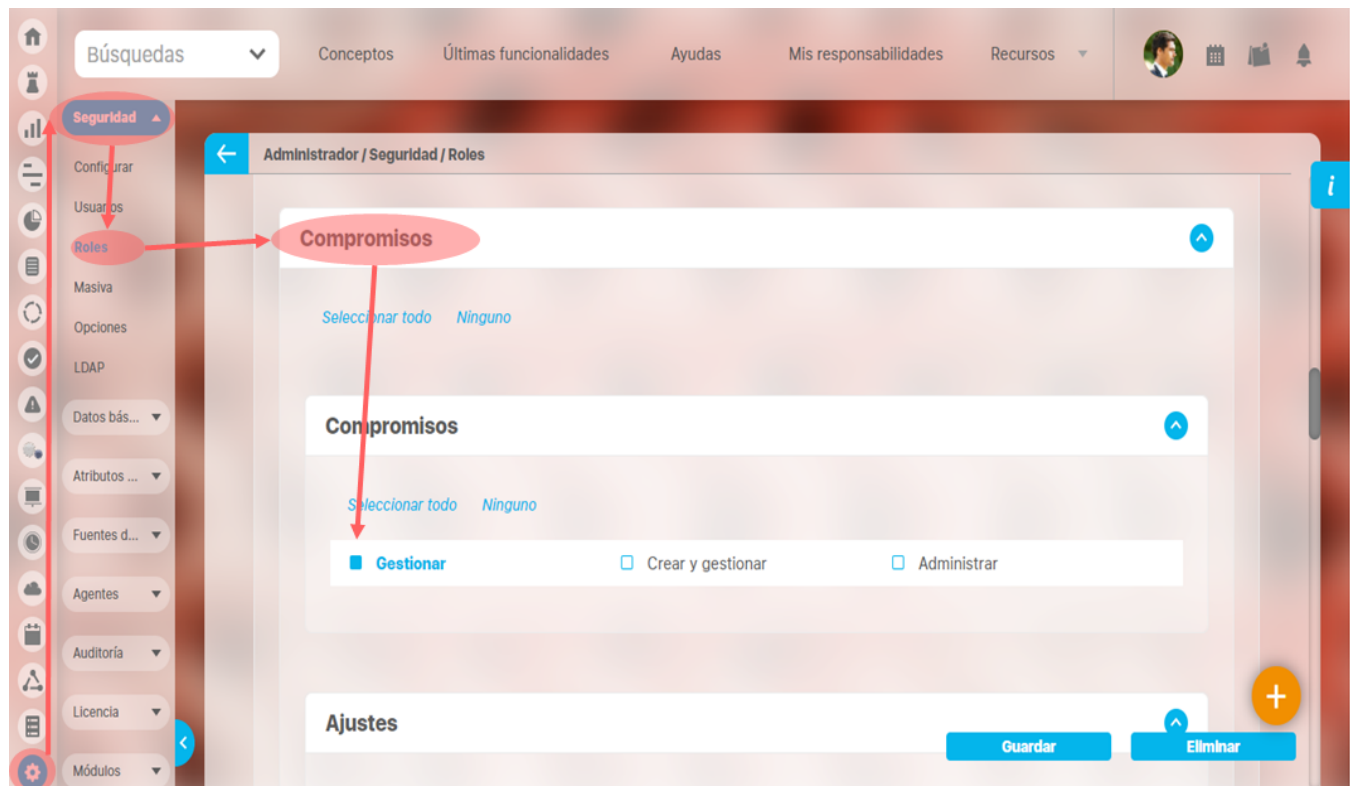 Búsquedas
Conceptos
Últimas funcionalidades
Ayudas
Mis responsabilidades
Recursos
Seguridad
Configurar
Usuarios
Roles
Masiva
Opciones
LDAP
Datos bás...
Atributos ...
Fuentes d...
Agentes
Auditoría
Licencia
Módulos
Administrador / Seguridad / Roles
i
Compromisos
Seleccionar todo Ninguno
Compromisos
Seleccionar todo Ninguno
Gestionar Crear y gestionar Administrar
Ajustes
Guardar Eliminar